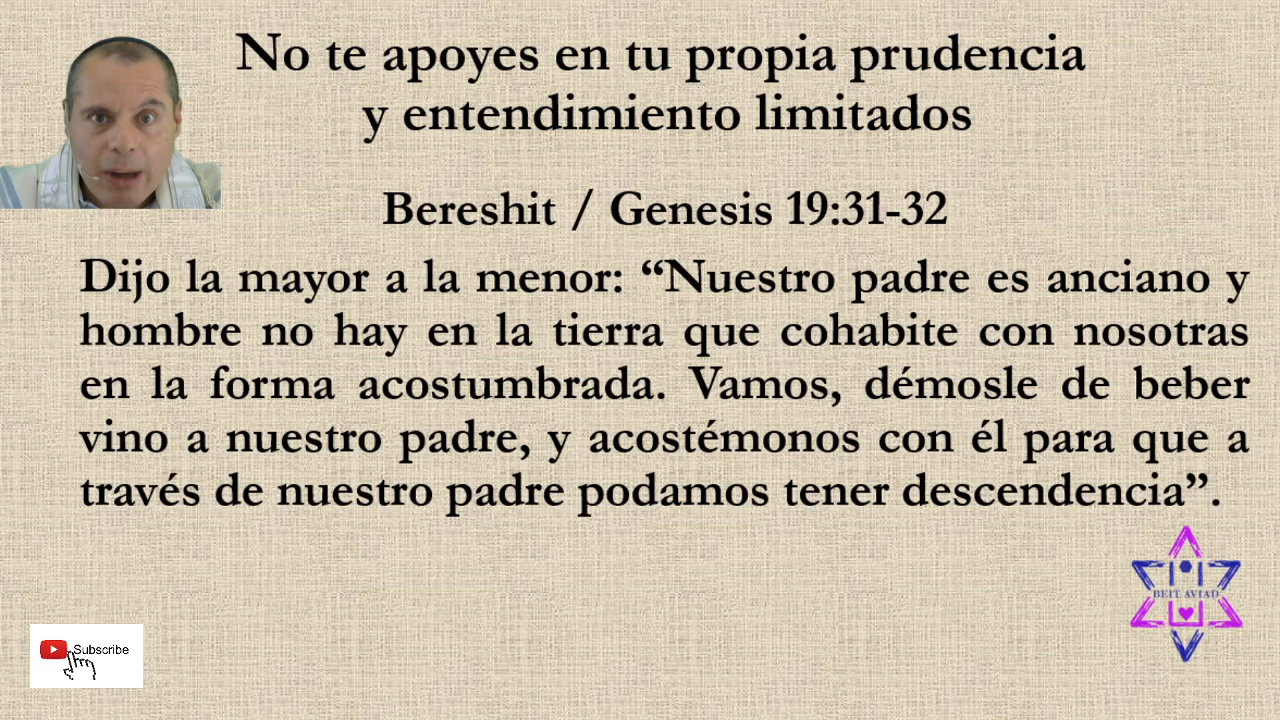 No te apoyes en tu propia prudencia
y entendimiento limitados
Bereshit / Genesis 19:31-32
Dijo la mayor a la menor: “Nuestro padre es anciano y
hombre no hay en la tierra que cohabite con nosotras
en la forma acostumbrada. Vamos, démosle de beber
vino a nuestro padre, y acostémonos con él para que a
través de nuestro padre podamos tener descendencia”.
BEIT AVIAD
Subscribe